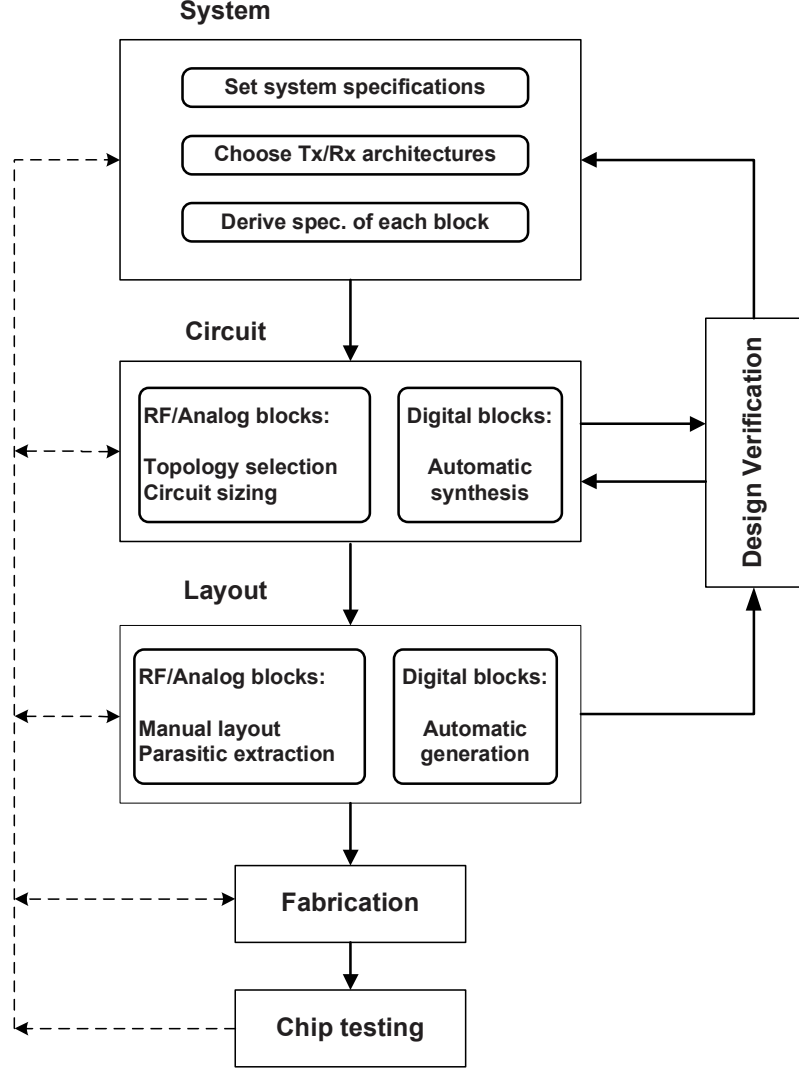 System
Set system specifications
Choose Tx/Rx architectures
Derive spec. of each block
Circuit
RF/Analog blocks:
Topology selection
Circuit sizing
Digital blocks:
Automatic
synthesis
Design Verification
Layout
RF/Analog blocks:
Manual layout
Parasitic extraction
Digital blocks:
Automatic
generation
Fabrication
Chip testing